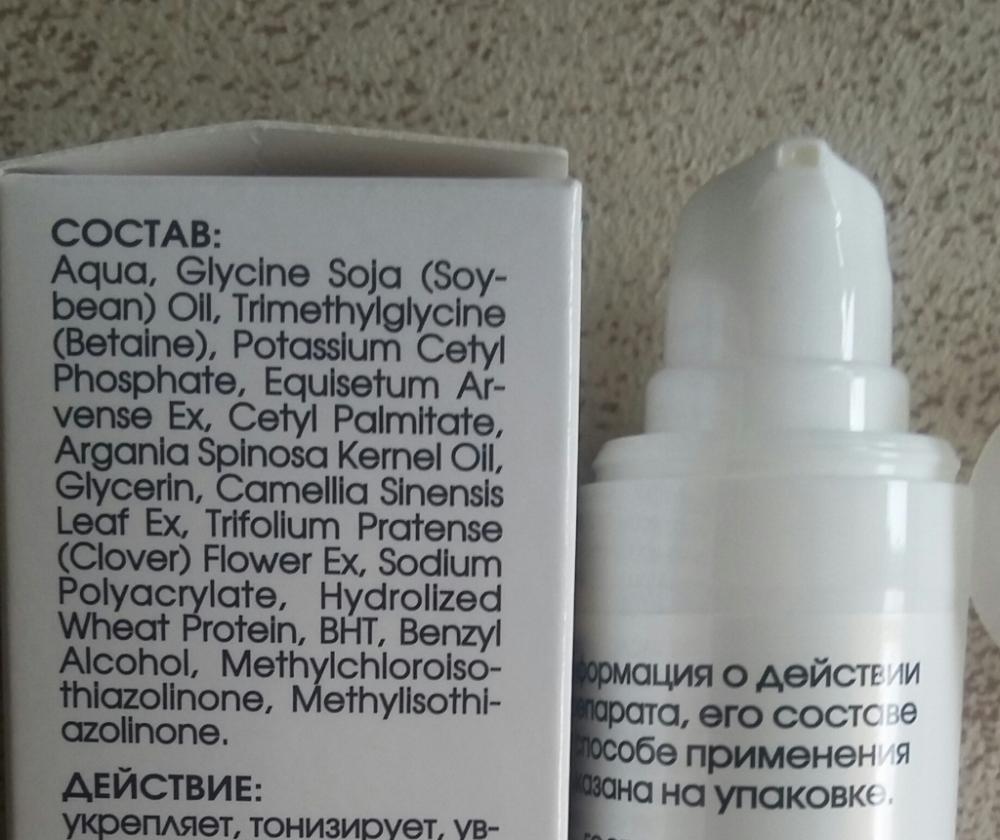 СОСТАВ:
Aqua, Glycine Soja (Soy-
bean) Oil, Trimethylglycine
(Betaine), Potassium Cetyl
Phosphate, Equisetum Ar-
vense Ex, Cetyl Palmitate,
Argania Spinosa Kernel Oil,
Glycerin, Camellia Sinensis
Leaf Ex, Trifolium Pratense
(Clover) Flower Ex, Sodium
Polyacrylate, Hydrolized
Wheat Protein, BHT, Benzyl
Alcohol, Methylchloroiso-
thiazolinone, Methylisothi-
azolinone.
ДЕЙСТВИЕ:
укрепляет, тонизирует, ув-
формация о действии
епарата, его составе
способе применения
казана на упаковке.